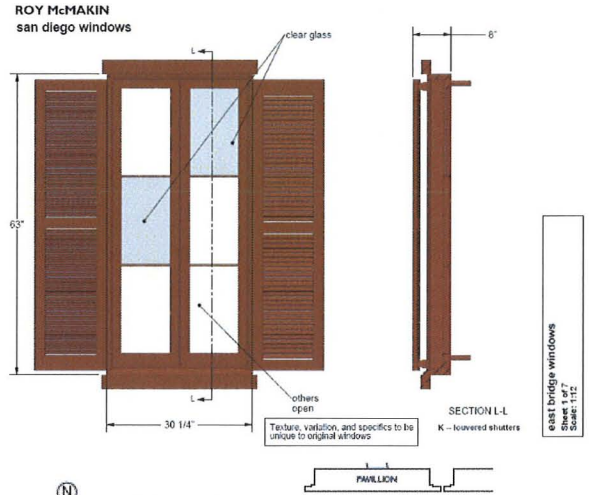 ROY McMAKIN
san diego windows
L
clear glass
8"
63"
others
open
L
30 1/4"
Texture, variation, and specifics to be
unique to original windows
SECTION L-L
K -- louvered shutters
east bridge windows
Sheet 1 of 7
Scale: 1:12
PAVILLION
N